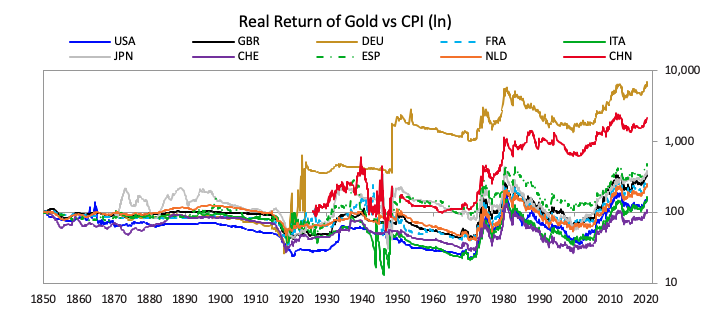 Real Return of Gold vs CPI (ln)
USA GBR DEU FRA ITA
JPN CHE ESP NLD CHN
10,000
1,000
100
10
1850 1860 1870 1880 1890 1900 1910 1920 1930 1940 1950 1960 1970 1980 1990 2000 2010 2020